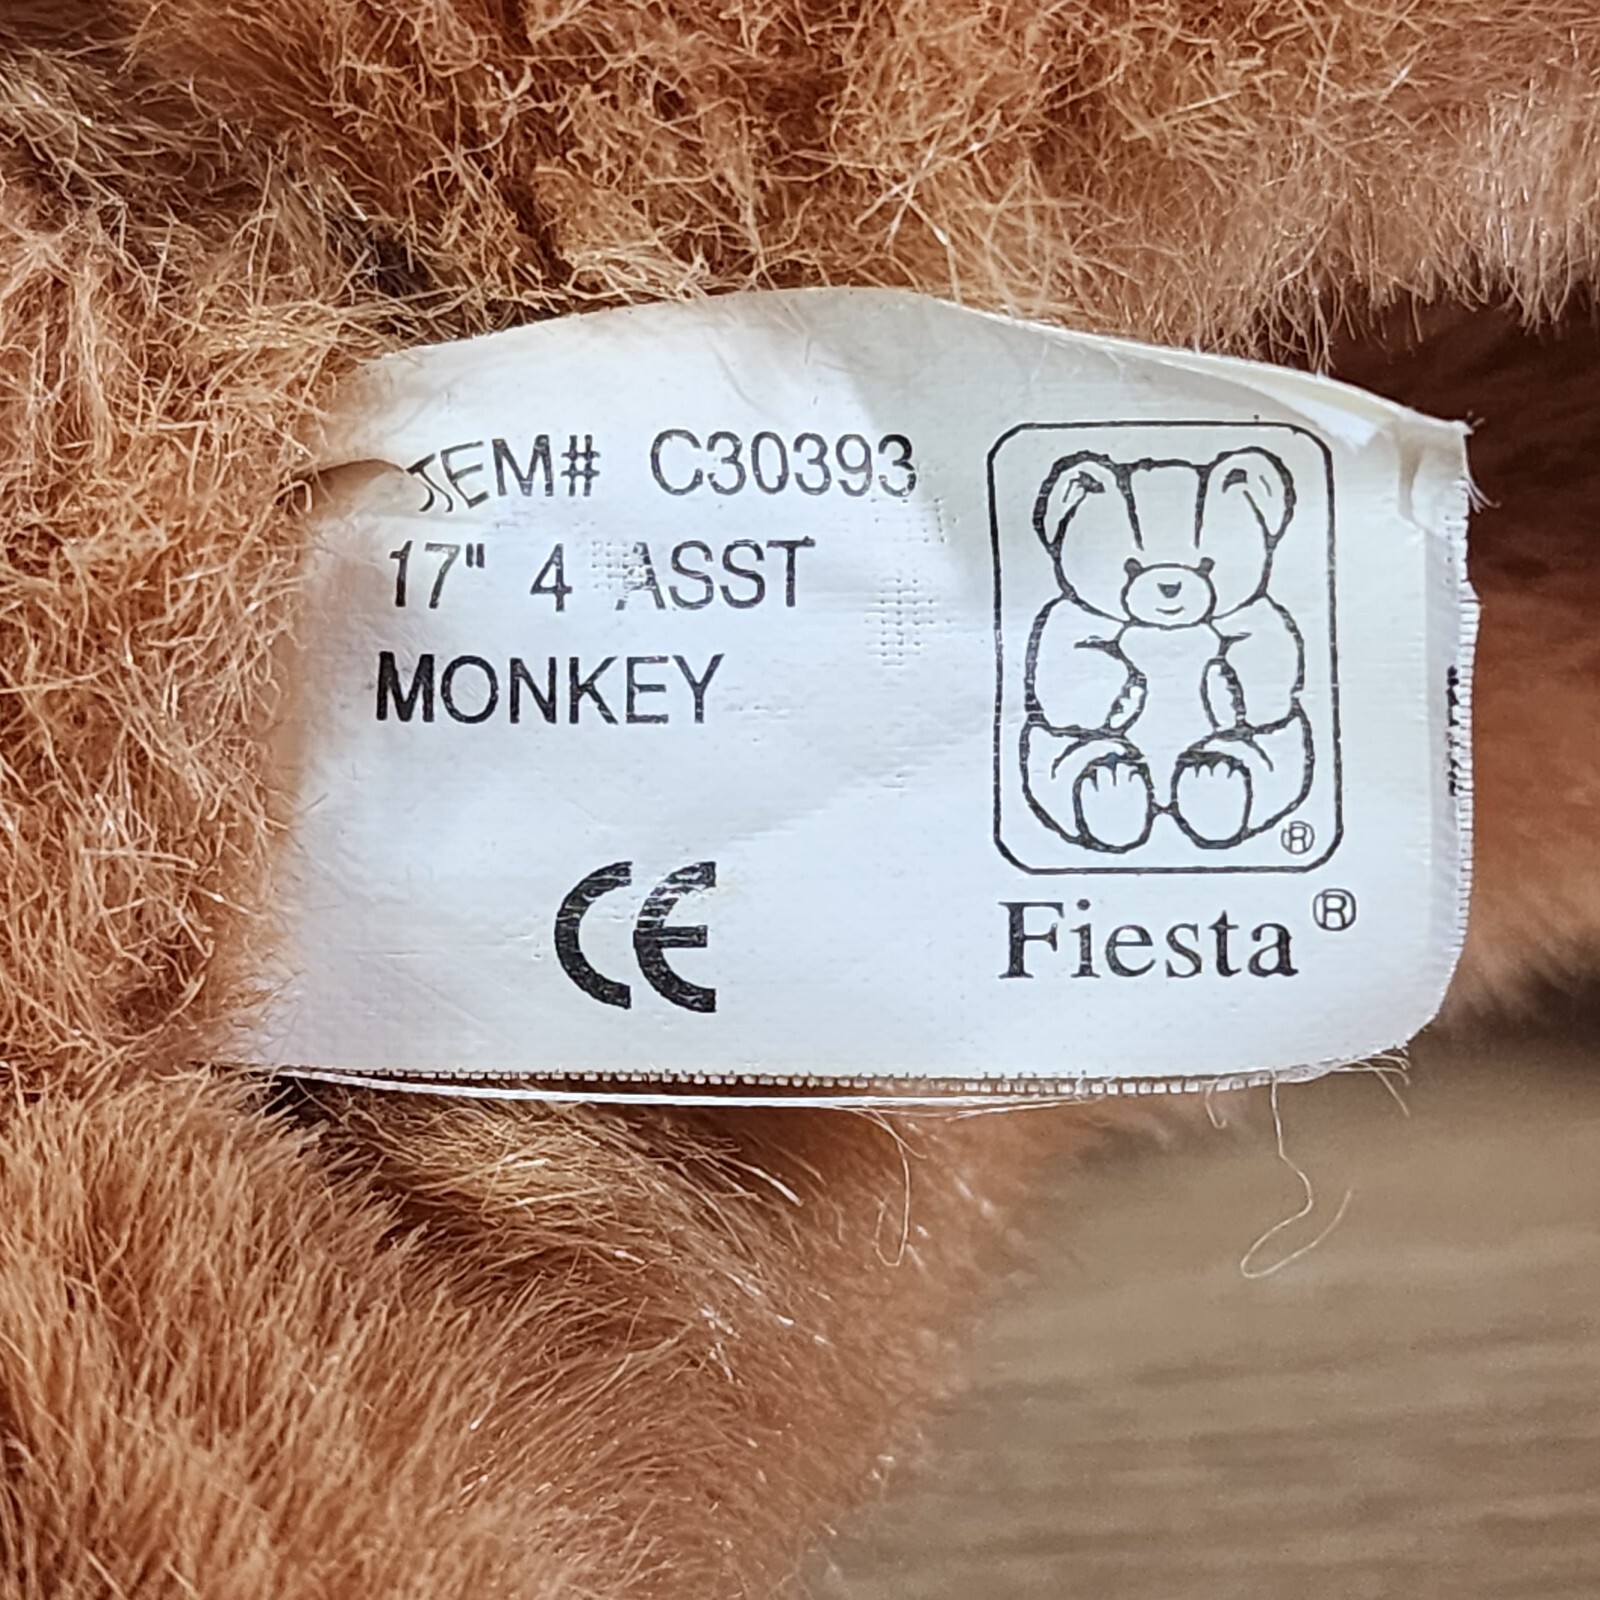 ITEM# C30393
17" 4 ASST
MONKEY
CE
®
Fiesta®